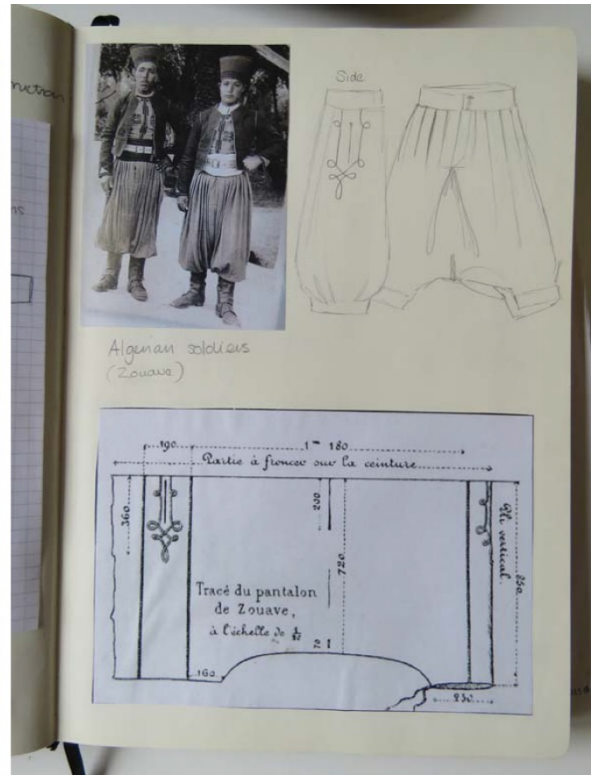 Side
Algerian soldiers
(Zouave)
190
1m 180
Partie à froncer sur la ceinture
360
200
720
Pli vertical.
Tracé du pantalon
de Zouave,
à l'échelle de
21
160
230